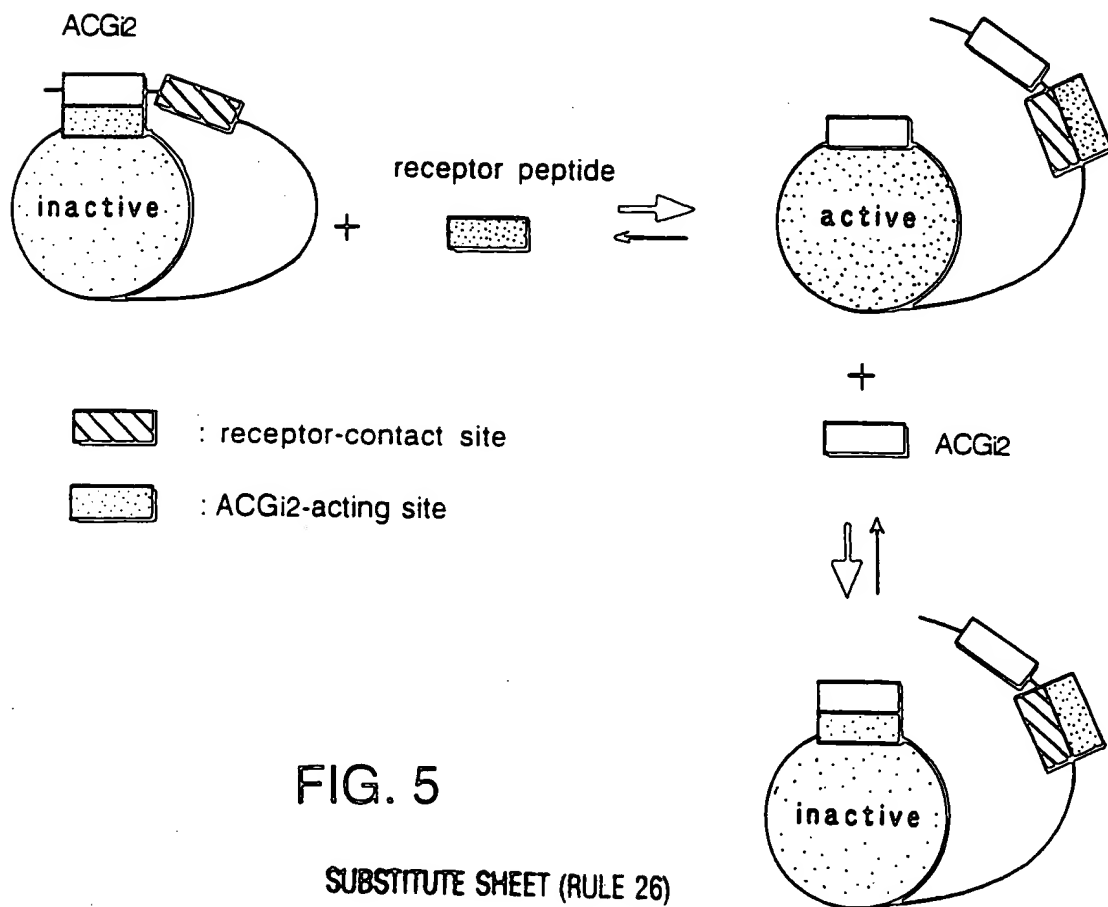 ACGi2
inactive
+
receptor peptide
active
+
ACGi2
: receptor-contact site
: ACGi2-acting site
inactive
FIG. 5
SUBSTITUTE SHEET (RULE 26)